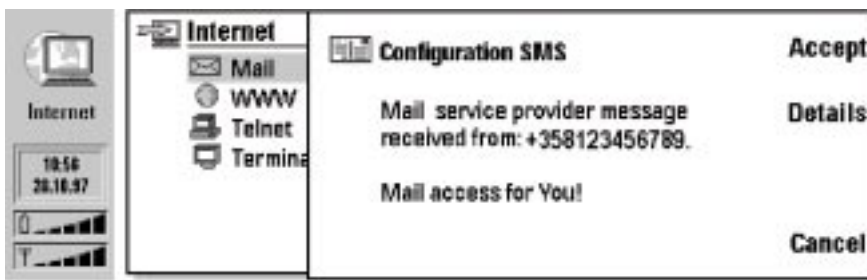 Internet
10:56
28.10.97
Internet
Mail
WWW
Telnet
Termina
Configuration SMS
Mail service provider message
received from: +358123456789.
Mail access for You!
Accept
Details
Cancel